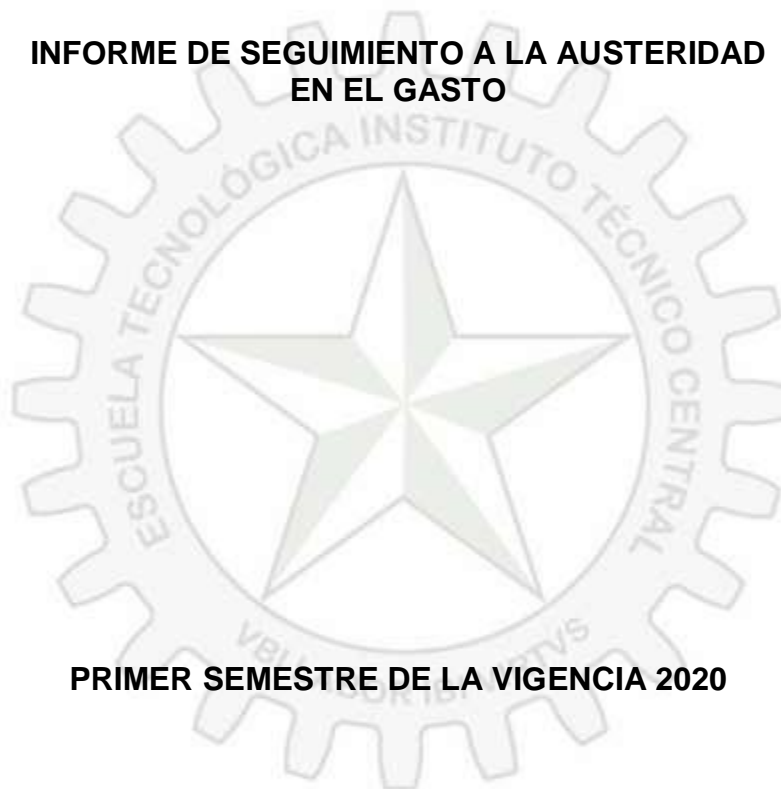 INFORME DE SEGUIMIENTO A LA AUSTERIDAD
EN EL GASTO
ESCUELA TECNOLÓGICA INSTITUTO TÉCNICO CENTRAL
PRIMER SEMESTRE DE LA VIGENCIA 2020